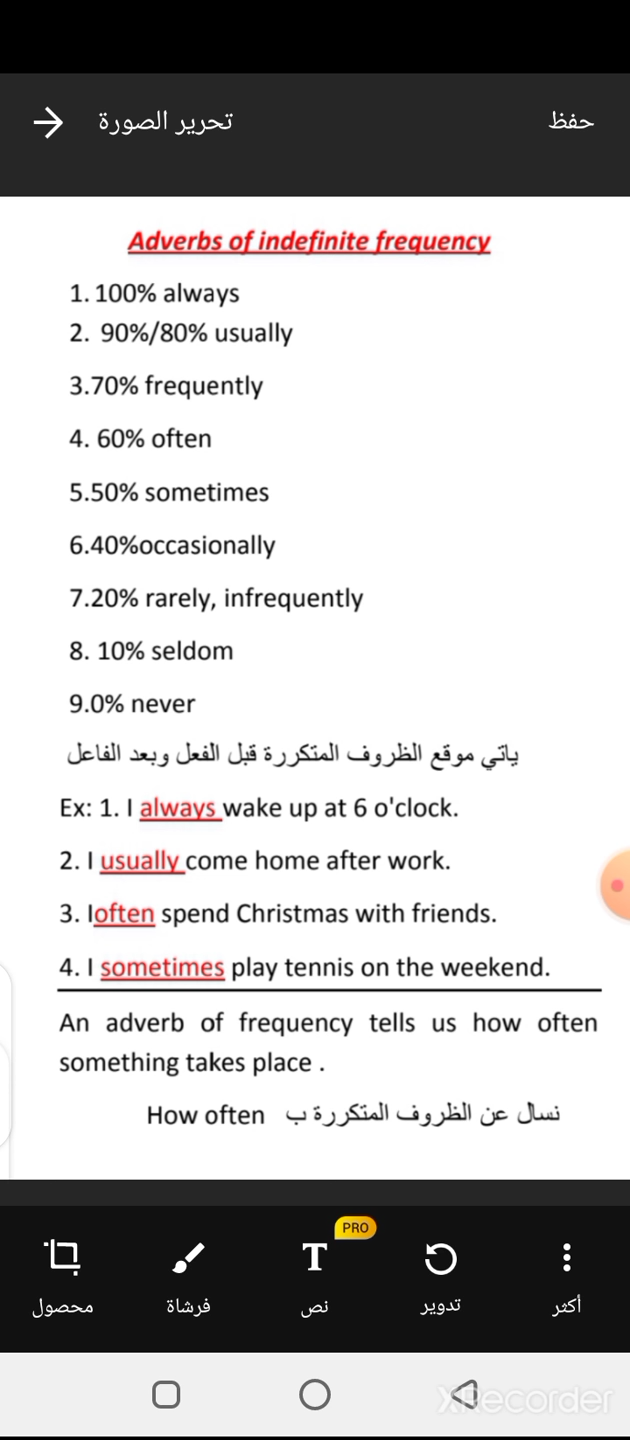 تحرير الصورة
حفظ
Adverbs of indefinite frequency
1. 100% always
2. 90%/80% usually
3.70% frequently
4. 60% often
5.50% sometimes
6.40%occasionally
7.20% rarely, infrequently
8. 10% seldom
9.0% never
ياتي موقع الظروف المتكررة قبل الفعل وبعد الفاعل
Ex: 1. I always wake up at 6 o'clock.
2. I usually come home after work.
3. Ioften spend Christmas with friends.
4. I sometimes play tennis on the weekend.
An adverb of frequency tells us how often
something takes place .
نسال عن الظروف المتكررة ب How often
PRO
محصول
فرشاة
نص
تدوير
أكثر
XRecorder